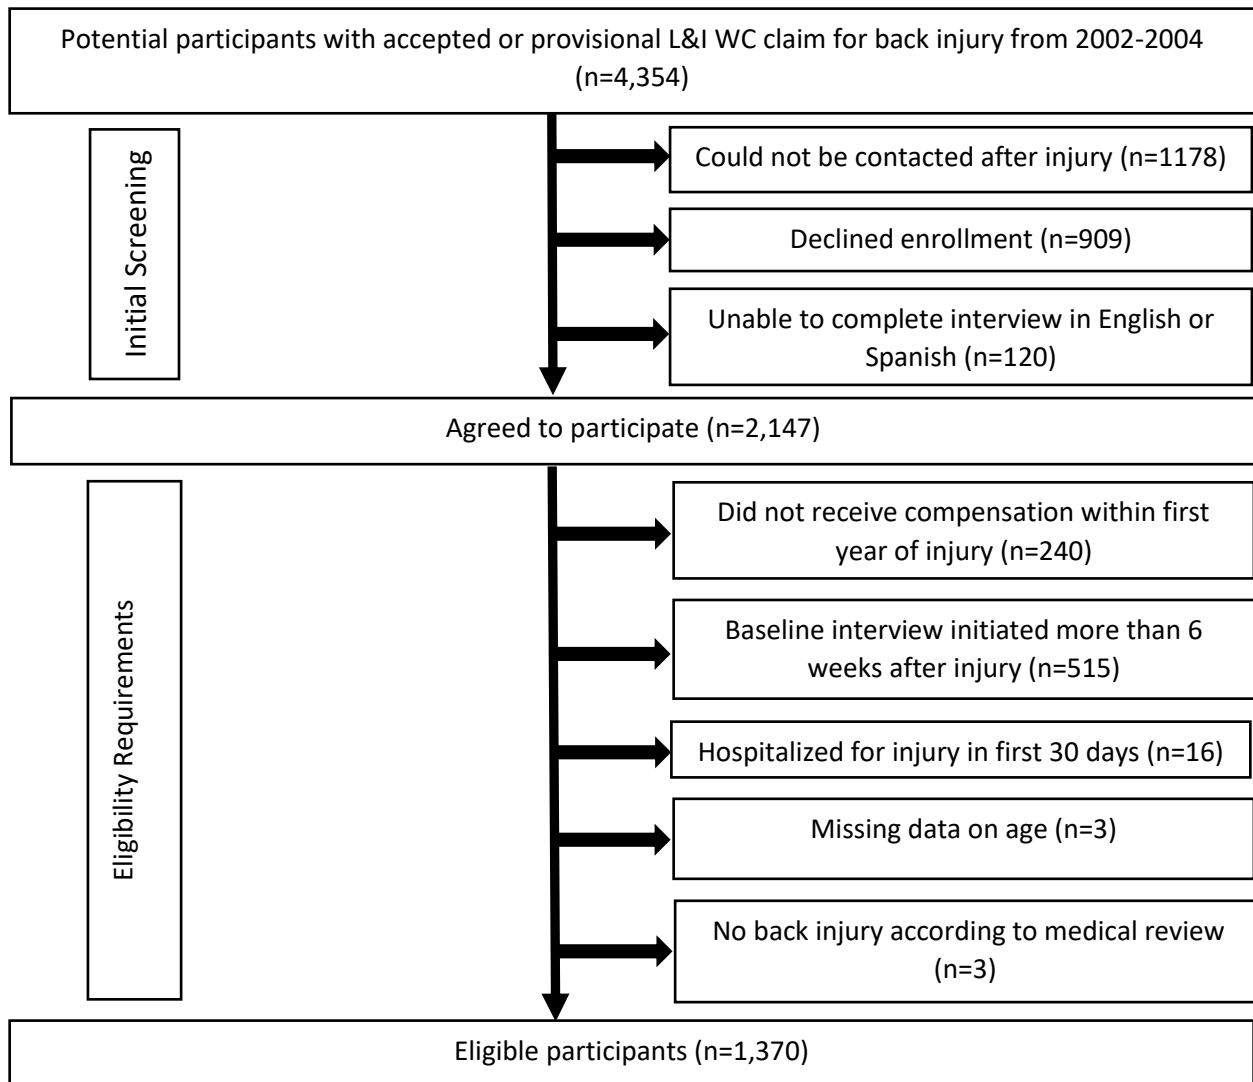 Potential participants with accepted or provisional L&I WC claim for back injury from 2002-2004
(n=4,354)
Initial Screening
Could not be contacted after injury (n=1178)
Declined enrollment (n=909)
Unable to complete interview in English or
Spanish (n=120)
Agreed to participate (n=2,147)
Eligibility Requirements
Did not receive compensation within first
year of injury (n=240)
Baseline interview initiated more than 6
weeks after injury (n=515)
Hospitalized for injury in first 30 days (n=16)
Missing data on age (n=3)
No back injury according to medical review
(n=3)
Eligible participants (n=1,370)